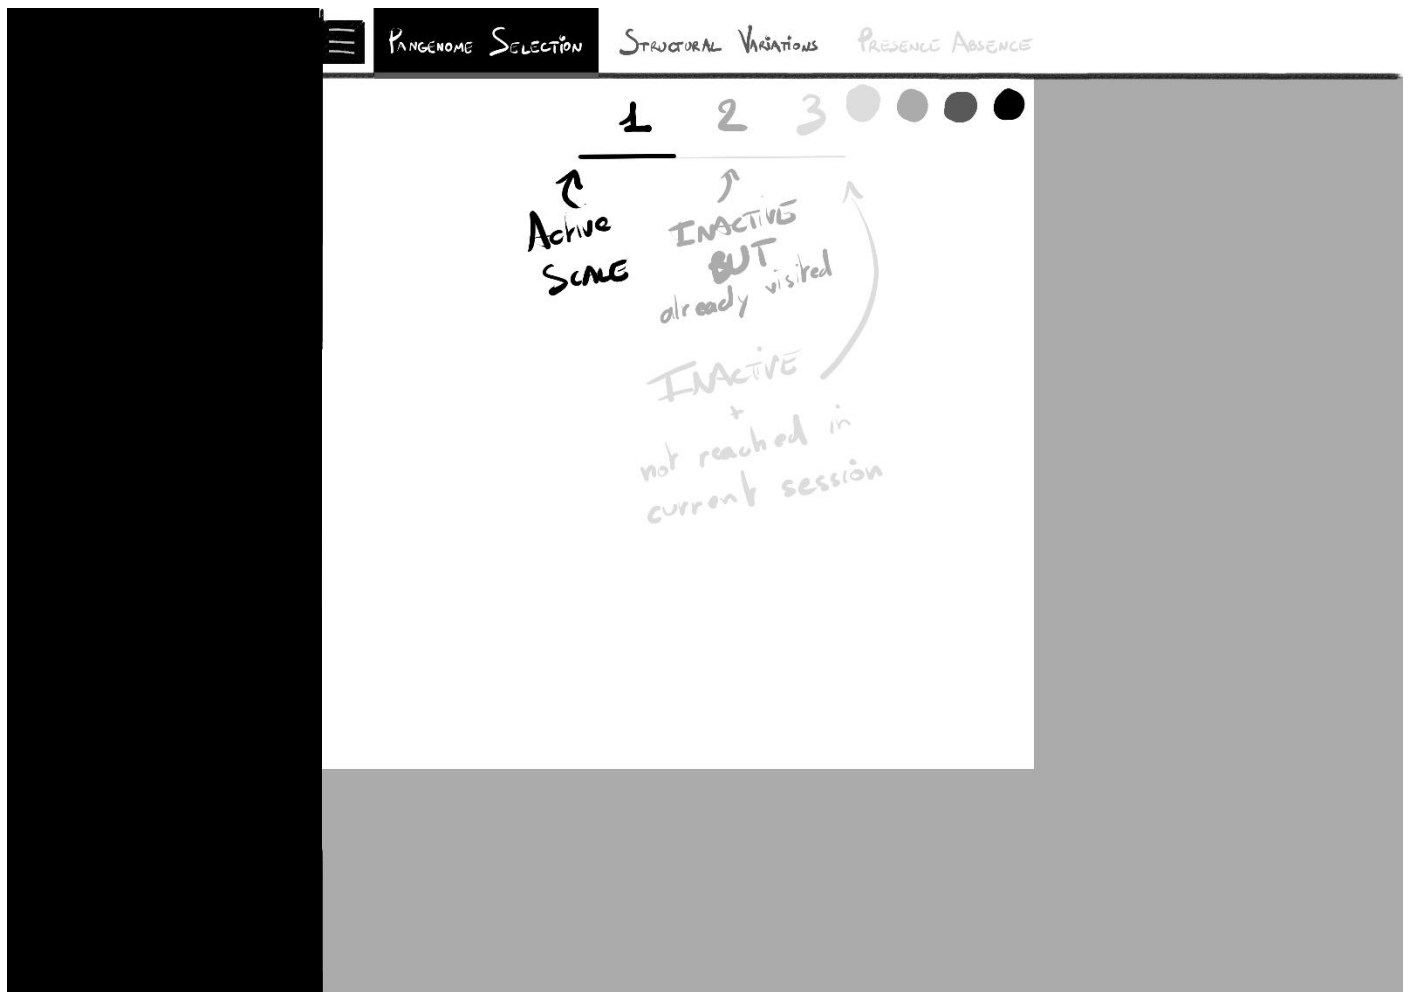 PANGENOME SELECTION STRUCTURAL VARIATIONS PRESENCE ABSENCE
1 2 3
Active
SCALE
INACTIVE
BUT
already visited
INACTIVE
+
not reached in
current session